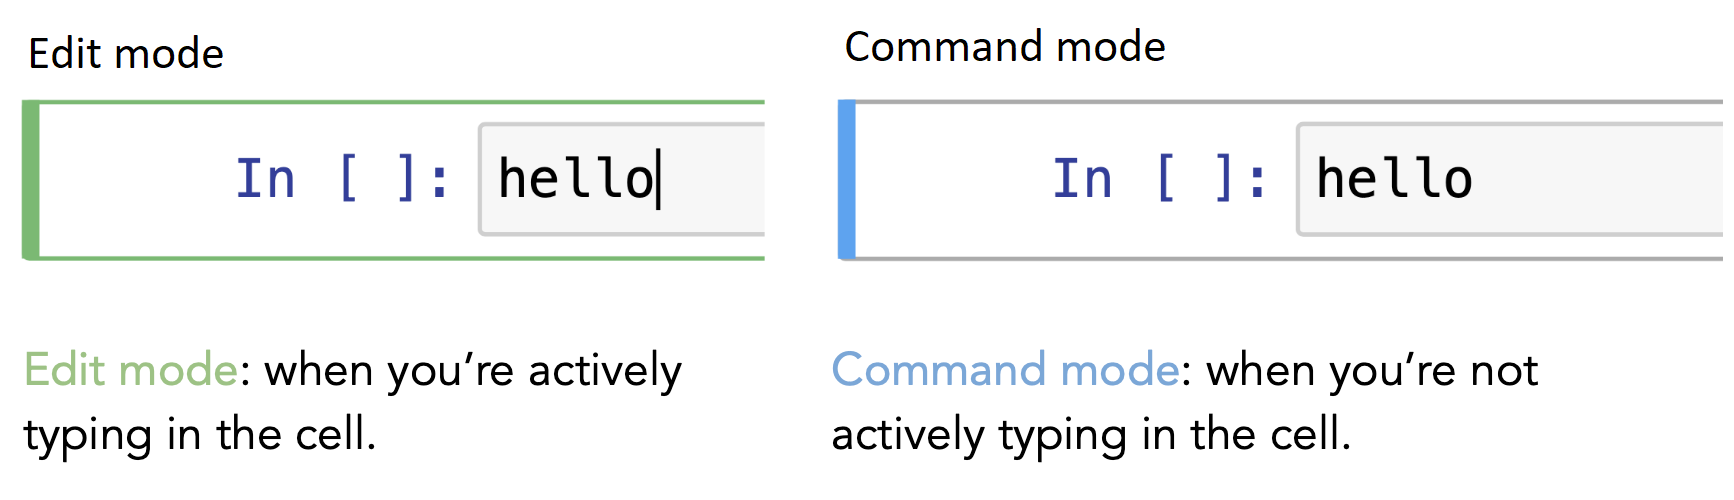 Edit mode
In [ ]: hello
Edit mode: when you’re actively
typing in the cell.
Command mode
In [ ]: hello
Command mode: when you’re not
actively typing in the cell.